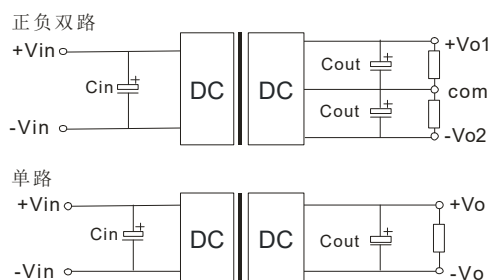 正负双路
+Vin
Cin
+
-Vin
DC
DC
Cout
+
Cout
+
+Vo1
com
-Vo2
单路
+Vin
Cin
+
-Vin
DC
DC
Cout
+
+Vo
-Vo